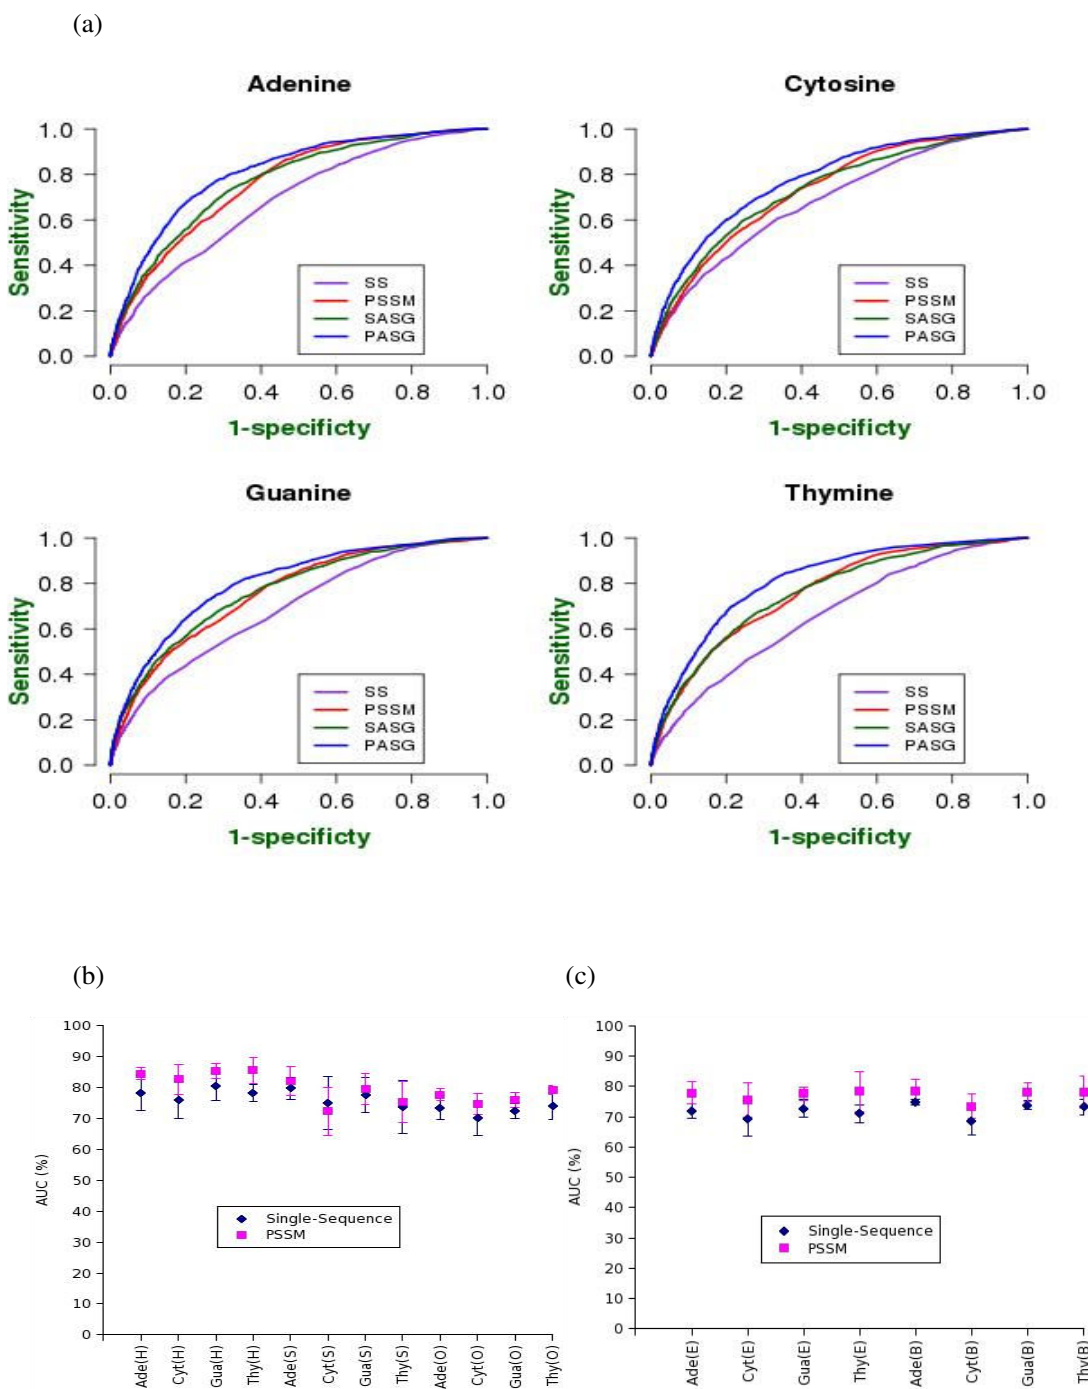 (a)
Adenine
Sensitivity
1.0
0.8
0.6
0.4
0.2
0.0
SS
PSSM
SASG
PASG
0.0 0.2 0.4 0.6 0.8 1.0
1-specificty
Cytosine
Sensitivity
1.0
0.8
0.6
0.4
0.2
0.0
SS
PSSM
SASG
PASG
0.0 0.2 0.4 0.6 0.8 1.0
1-specificty
Guanine
Sensitivity
1.0
0.8
0.6
0.4
0.2
0.0
SS
PSSM
SASG
PASG
0.0 0.2 0.4 0.6 0.8 1.0
1-specificty
Thymine
Sensitivity
1.0
0.8
0.6
0.4
0.2
0.0
SS
PSSM
SASG
PASG
0.0 0.2 0.4 0.6 0.8 1.0
1-specificty
(b)
AUC (%)
100
90
80
70
60
50
40
30
20
10
0
Single-Sequence
PSSM
Ade(H)
Cyt(H)
Gua(H)
Thy(H)
Ade(S)
Cyt(S)
Gua(S)
Thy(S)
Ade(O)
Cyt(O)
Gua(O)
Thy(O)
(c)
AUC (%)
100
90
80
70
60
50
40
30
20
10
0
Single-Sequence
PSSM
Ade(E)
Cyt(E)
Gua(E)
Thy(E)
Ade(B)
Cyt(B)
Gua(B)
Thy(B)